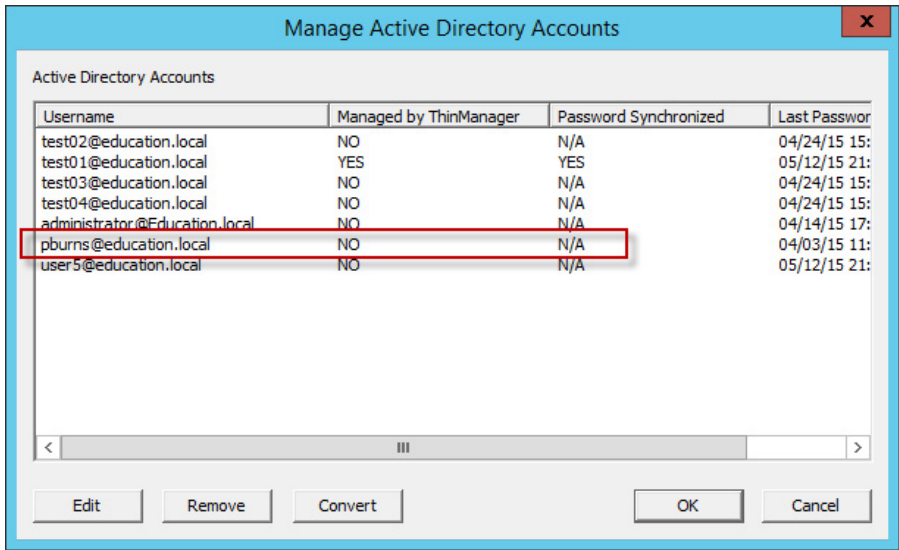 Manage Active Directory Accounts
x
Active Directory Accounts
Username Managed by ThinManager Password Synchronized Last Passwor
test02@education.local NO N/A 04/24/15 15:
test01@education.local YES YES 05/12/15 21:
test03@education.local NO N/A 04/24/15 15:
test04@education.local NO N/A 04/24/15 15:
administrator@Education.local NO N/A 04/14/15 17:
pburns@education.local NO N/A 04/03/15 11:
user5@education.local NO N/A 05/12/15 21:
Edit Remove Convert OK Cancel